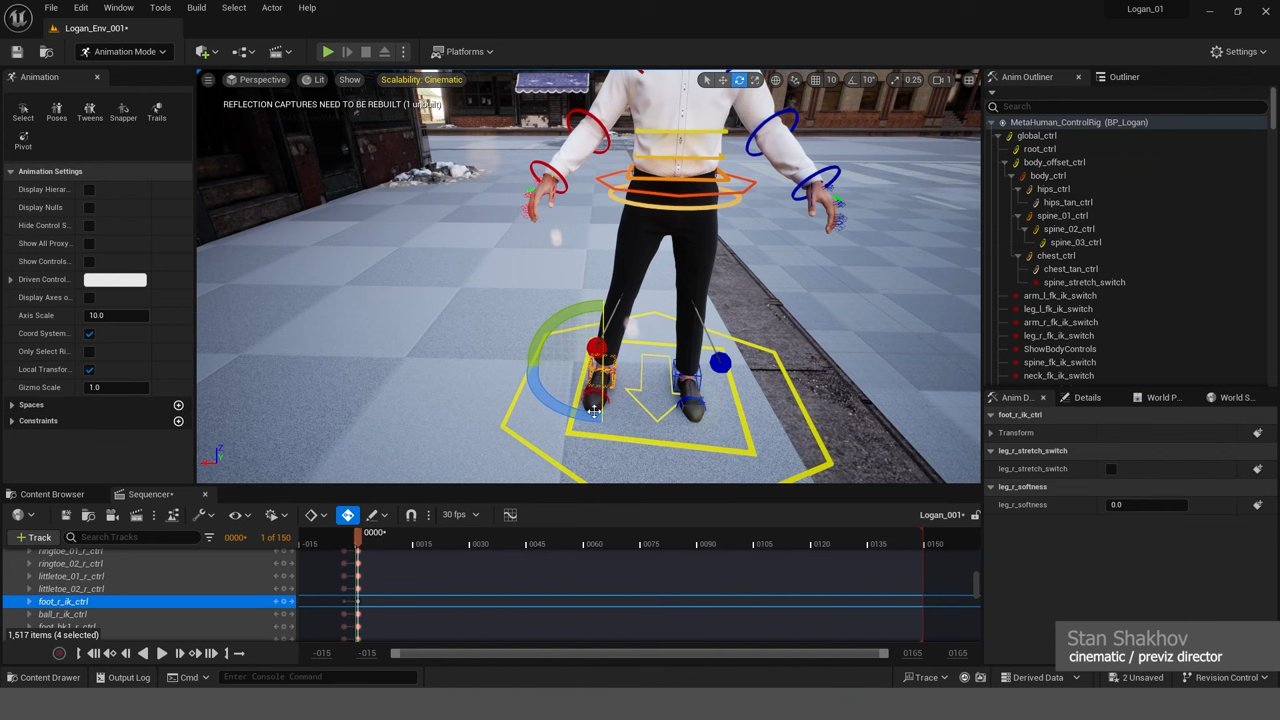 File Edit Window Tools Build Select Actor Help
Logan_01
Logan_Env_001*
Animation Mode
Platforms
Settings
Animation
Perspective
Lit
Show
Scalability: Cinematic
10
10°
0.25
1
Anim Outliner
Outliner
REFLECTION CAPTURES NEED TO BE REBUILT (1 unbuilt)
Search
Select Poses Tweens Snapper Trails
Pivot
MetaHuman_ControlRig (BP_Logan)
global_ctrl
root_ctrl
body_offset_ctrl
body_ctrl
hips_ctrl
hips_tan_ctrl
spine_01_ctrl
spine_02_ctrl
spine_03_ctrl
chest_ctrl
chest_tan_ctrl
spine_stretch_switch
arm_l_fk_ik_switch
leg_l_fk_ik_switch
arm_r_fk_ik_switch
leg_r_fk_ik_switch
ShowBodyControls
spine_fk_ik_switch
neck_fk_ik_switch
Animation Settings
Display Hierar...
Display Nulls
Hide Control S...
Show All Proxy...
Show Controls...
Driven Control...
Display Axes o...
Axis Scale 10.0
Coord System...
Only Select Ri...
Local Transfor...
Gizmo Scale 1.0
Spaces
Constraints
Anim D...
Details
World P...
World S...
foot_r_ik_ctrl
Transform
leg_r_stretch_switch
leg_r_stretch_switch
leg_r_softness
leg_r_softness 0.0
Content Browser
Sequencer*
30 fps
Logan_001*
Track
Search Tracks
0000*
1 of 150
-015 0000* 0015 0030 0045 0060 0075 0090 0105 0120 0135 0150
ringtoe_01_r_ctrl
ringtoe_02_r_ctrl
littletoe_01_r_ctrl
littletoe_02_r_ctrl
foot_r_ik_ctrl
ball_r_ik_ctrl
1,517 items (4 selected)
-015 -015 0165 0165
Stan Shakhov
cinematic / previz director
Content Drawer
Output Log
Cmd
Enter Console Command
Trace
Derived Data
2 Unsaved
Revision Control